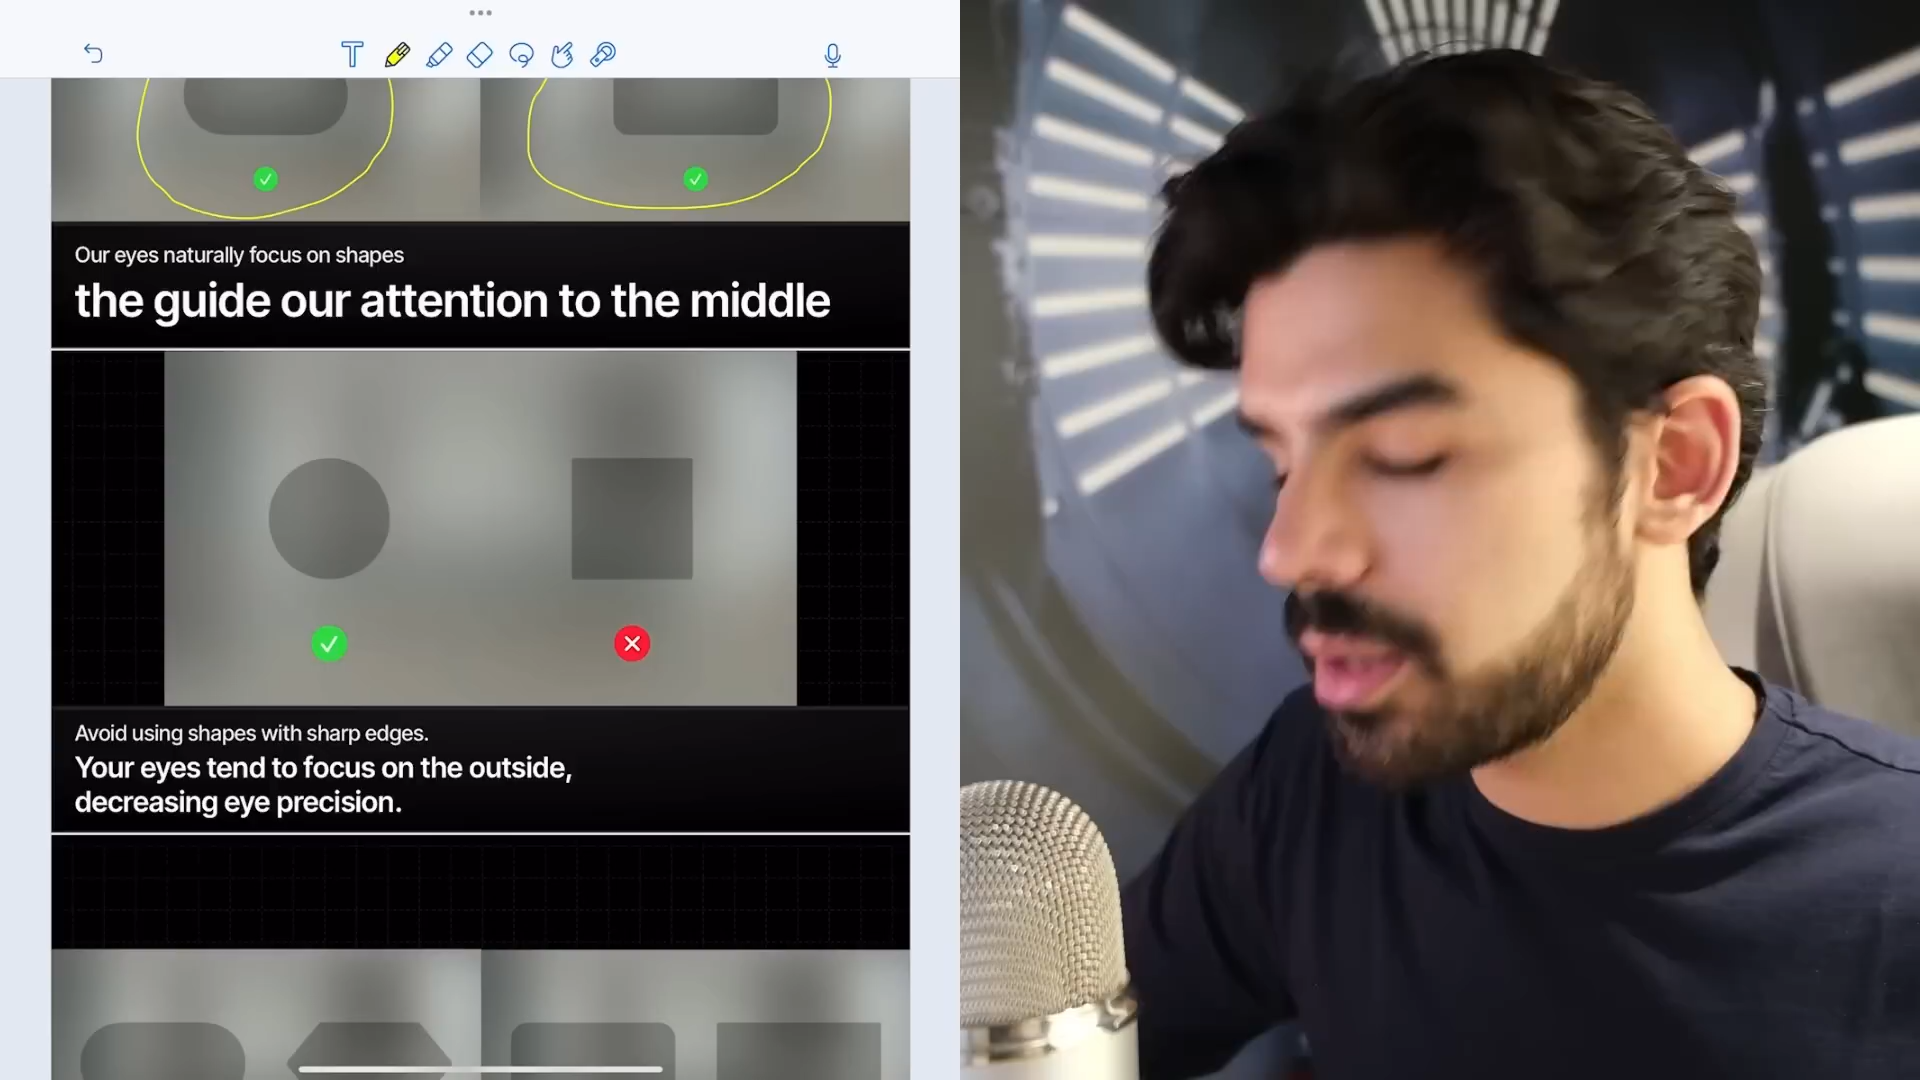 Our eyes naturally focus on shapes
the guide our attention to the middle
Avoid using shapes with sharp edges.
Your eyes tend to focus on the outside,
decreasing eye precision.